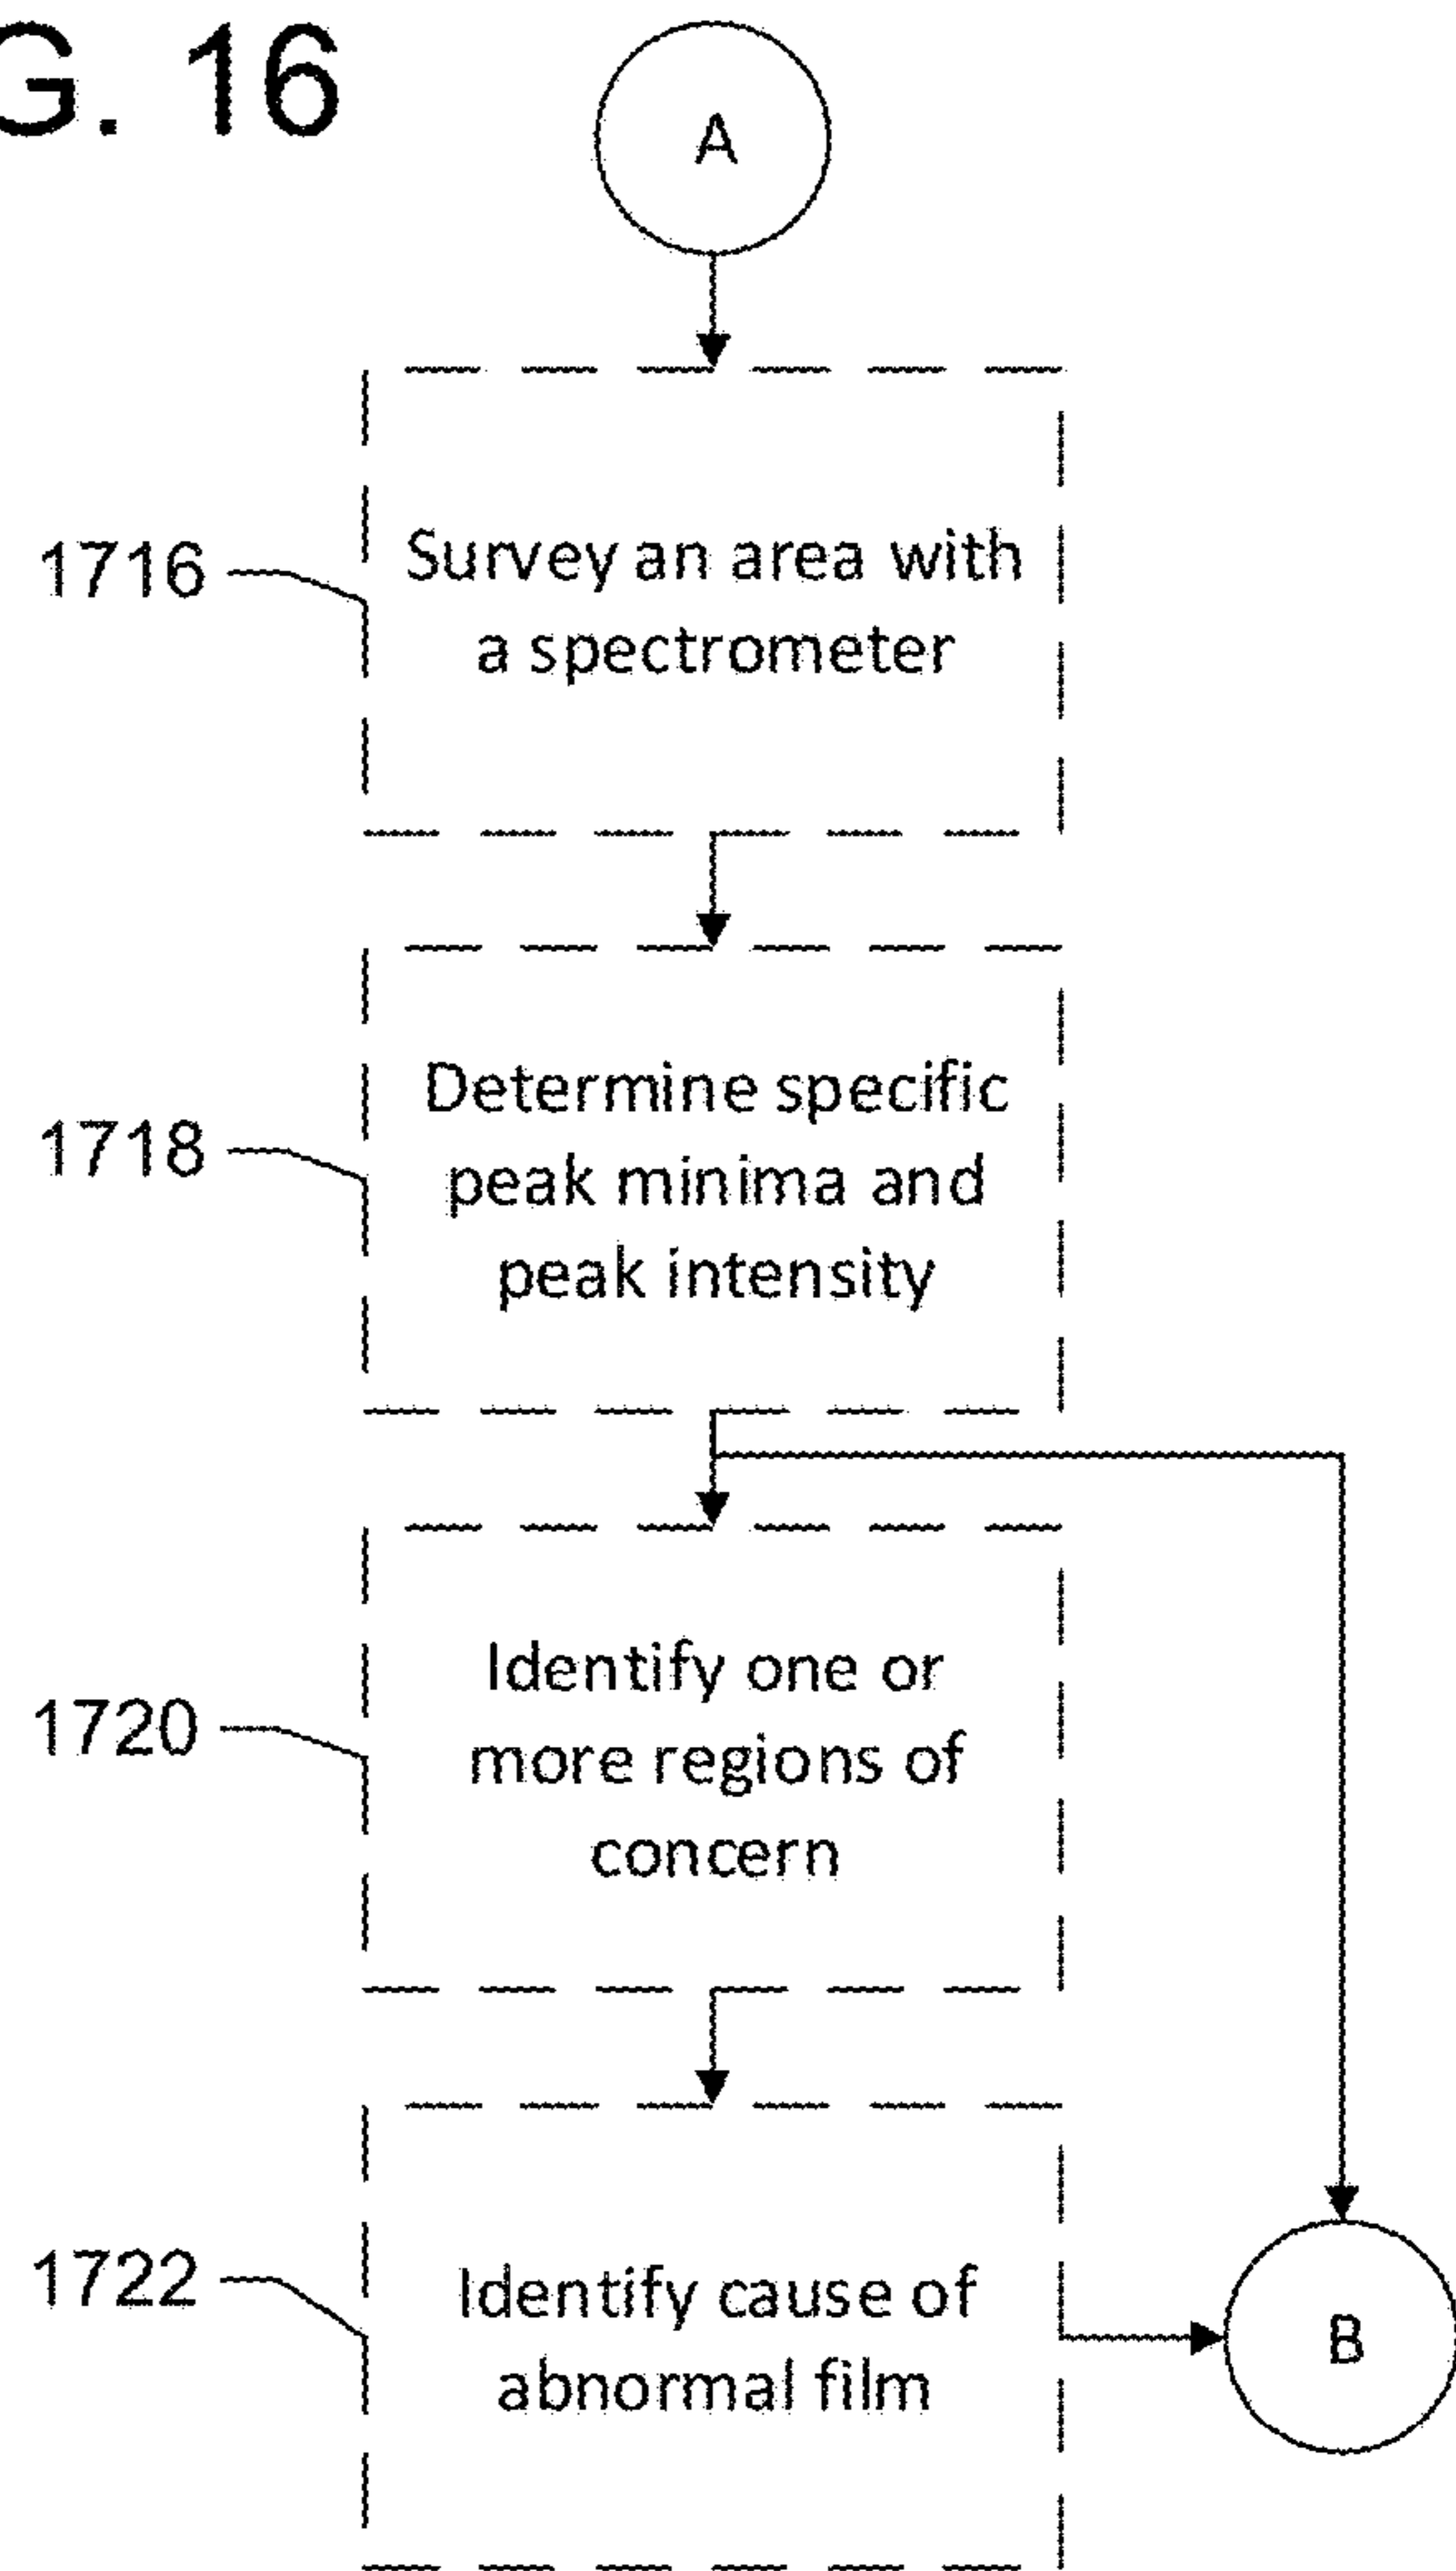 G. 16
A
1716
Survey an area with
a spectrometer
1718
Determine specific
peak minima and
peak intensity
1720
Identify one or
more regions of
concern
1722
Identify cause of
abnormal film
B